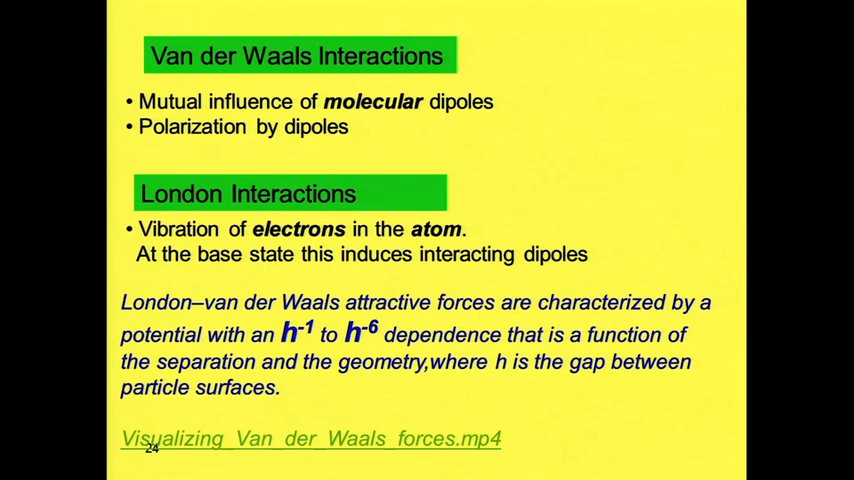 Van der Waals Interactions
• Mutual influence of molecular dipoles
• Polarization by dipoles
London Interactions
• Vibration of electrons in the atom.
At the base state this induces interacting dipoles
London–van der Waals attractive forces are characterized by a
potential with an h-1 to h-6 dependence that is a function of
the separation and the geometry,where h is the gap between
particle surfaces.
Visualizing_Van_der_Waals_forces.mp4
24